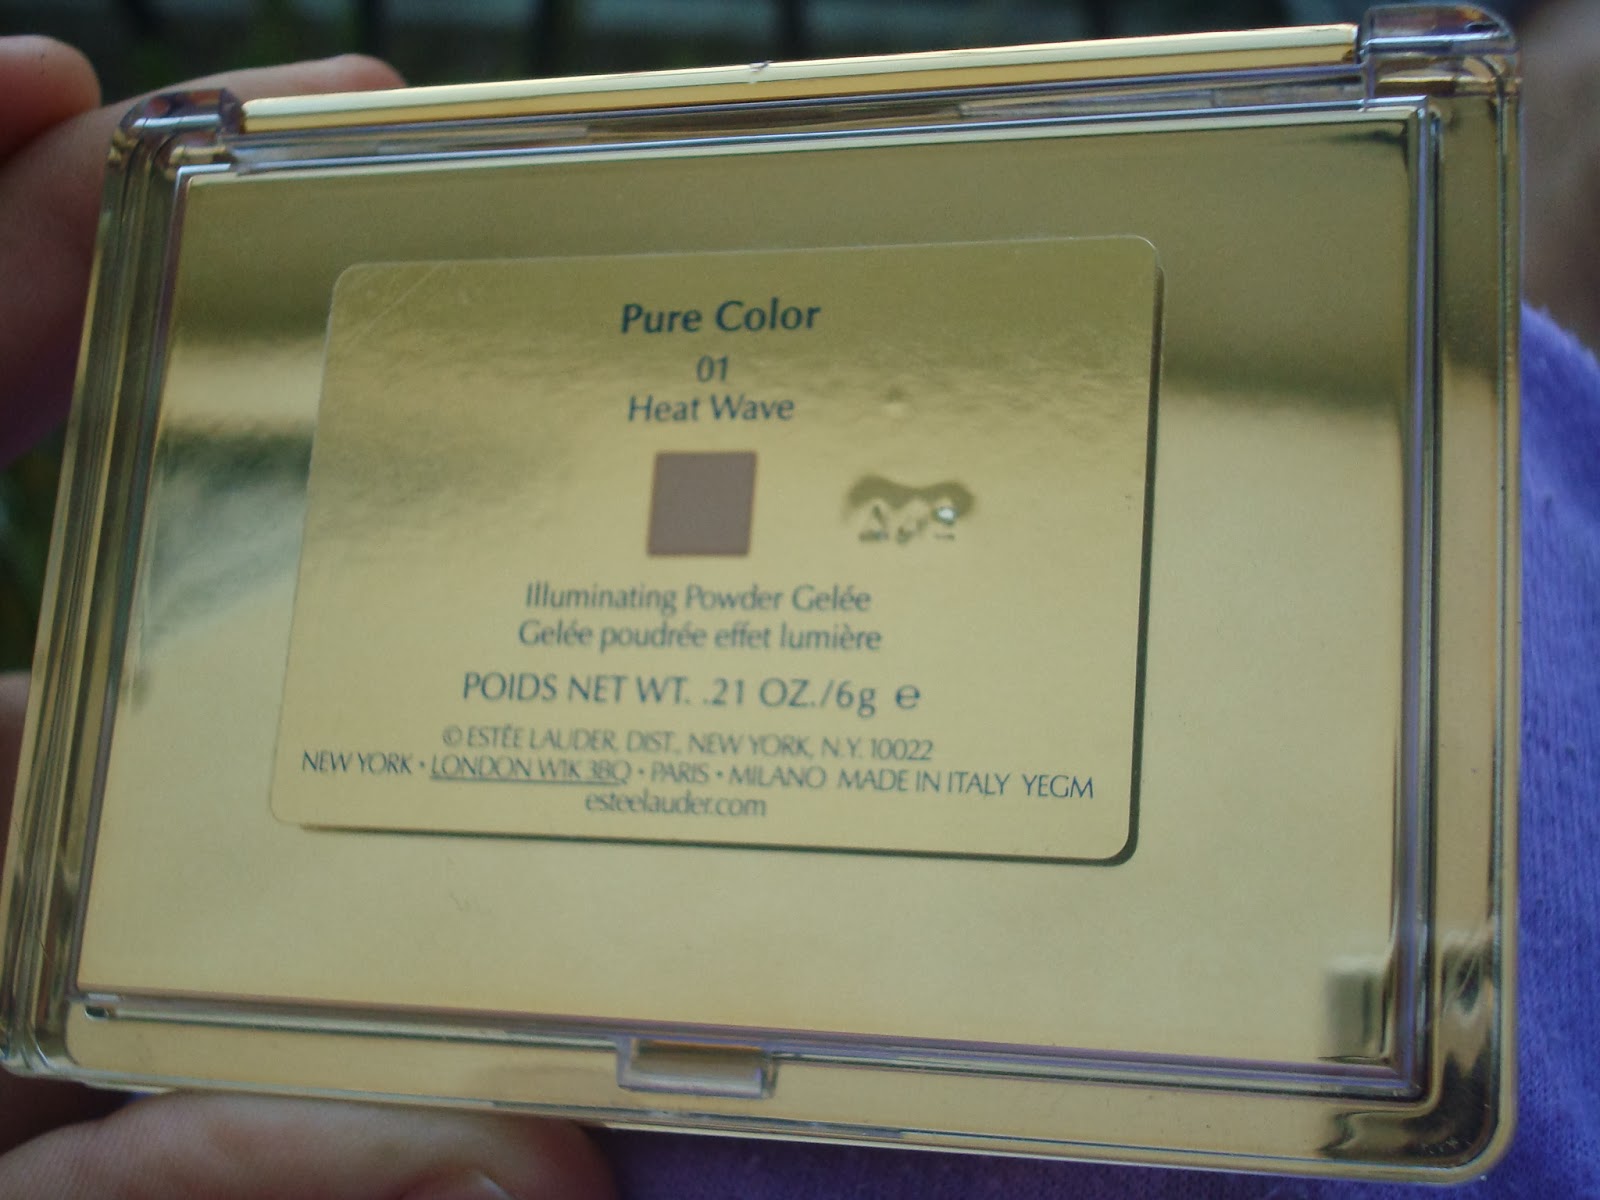 Pure Color
01
Heat Wave
Illuminating Powder Gelée
Gelée poudrée effet lumière
POIDS NET WT. .21 OZ./6g e
© ESTÉE LAUDER, DIST., NEW YORK, N.Y. 10022
NEW YORK • LONDON W1K 3BQ • PARIS • MILANO MADE IN ITALY YEGM
esteelauder.com